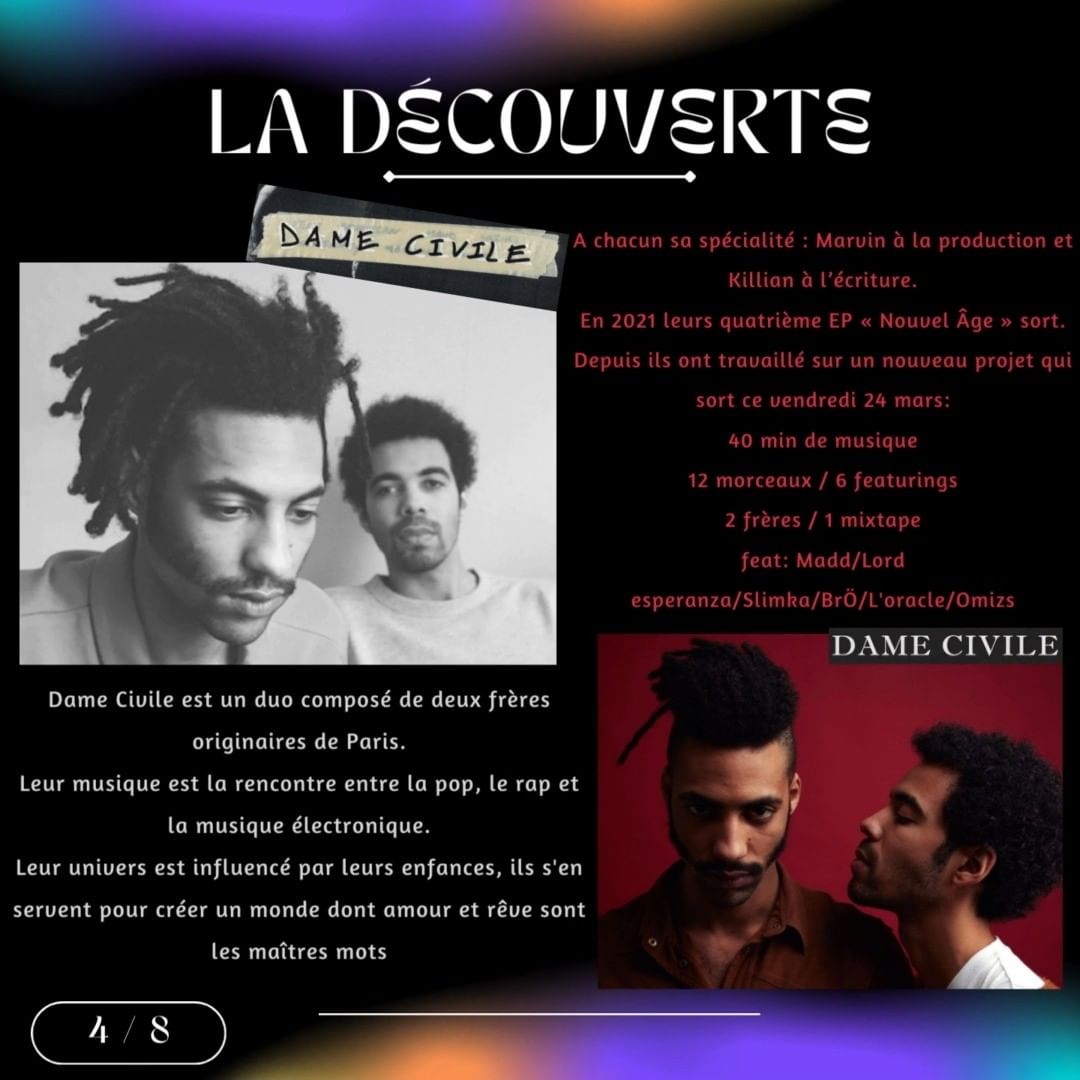 LA DÉCOUVERTE
DAME CIVILE
A chacun sa spécialité : Marvin à la production et
Killian à l'écriture.
En 2021 leurs quatrième EP « Nouvel Âge » sort.
Depuis ils ont travaillé sur un nouveau projet qui
sort ce vendredi 24 mars:
40 min de musique
12 morceaux / 6 featurings
2 frères / 1 mixtape
feat: Madd/Lord
esperanza/Slimka/BrÖ/L'oracle/Omizs
DAME CIVILE
Dame Civile est un duo composé de deux frères
originaires de Paris.
Leur musique est la rencontre entre la pop, le rap et
la musique électronique.
Leur univers est influencé par leurs enfances, ils s'en
servent pour créer un monde dont amour et rêve sont
les maîtres mots
4 / 8